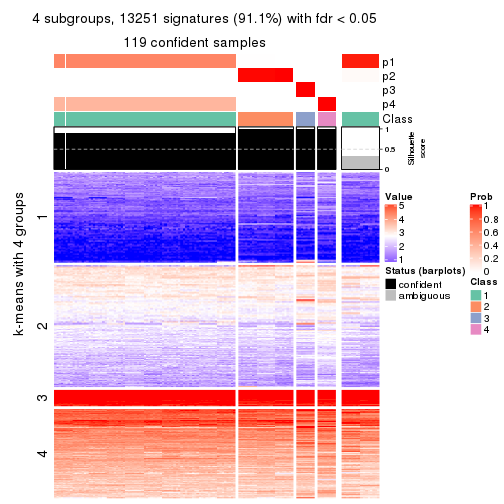 4 subgroups, 13251 signatures (91.1%) with fdr < 0.05
119 confident samples
p1
p2
p3
p4
Class
1
0.5
0
Silhouette
score
k-means with 4 groups
1
2
3
4
Value
5
4
3
2
1
Status (barplots)
confident
ambiguous
Prob
1
0.8
0.6
0.4
0.2
0
Class
1
2
3
4